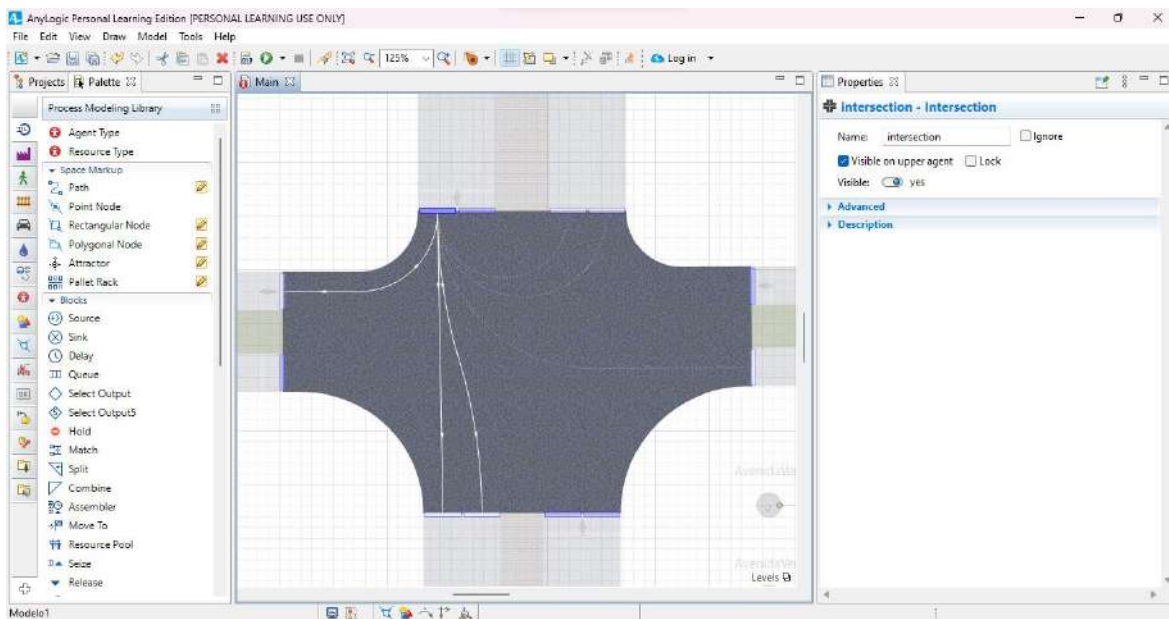 AnyLogic Personal Learning Edition [PERSONAL LEARNING USE ONLY]
File Edit View Draw Model Tools Help
125%
Log in
Projects
Palette
Main
Properties
Process Modeling Library
Agent Type
Resource Type
Space Markup
Path
Point Node
Rectangular Node
Polygonal Node
Attractor
Pallet Rack
Blocks
Source
Sink
Delay
Queue
Select Output
Select Output5
Hold
Match
Split
Combine
Assembler
Move To
Resource Pool
Seize
Release
Levels
intersection - Intersection
Name: intersection Ignore
Visible on upper agent Lock
Visible: yes
Advanced
Description
Modelo1